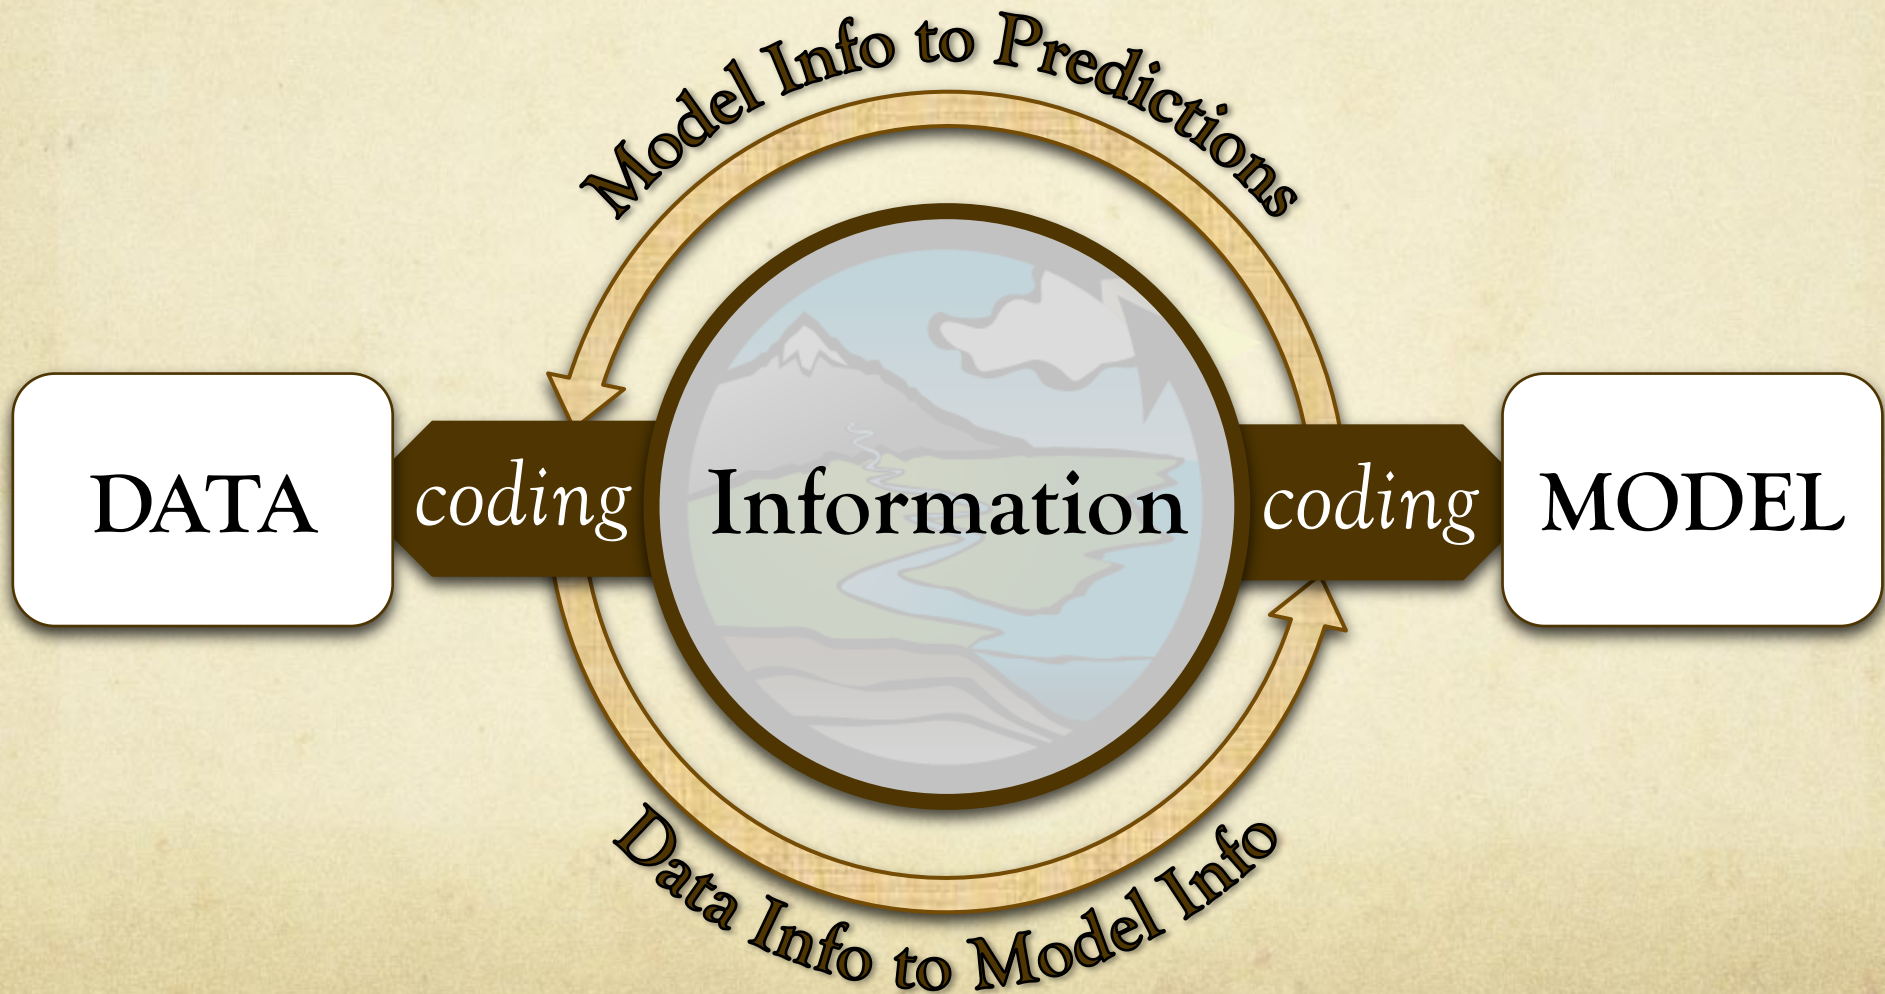 Model Info to Predictions
DATA
coding
Information
coding
MODEL
Data Info to Model Info